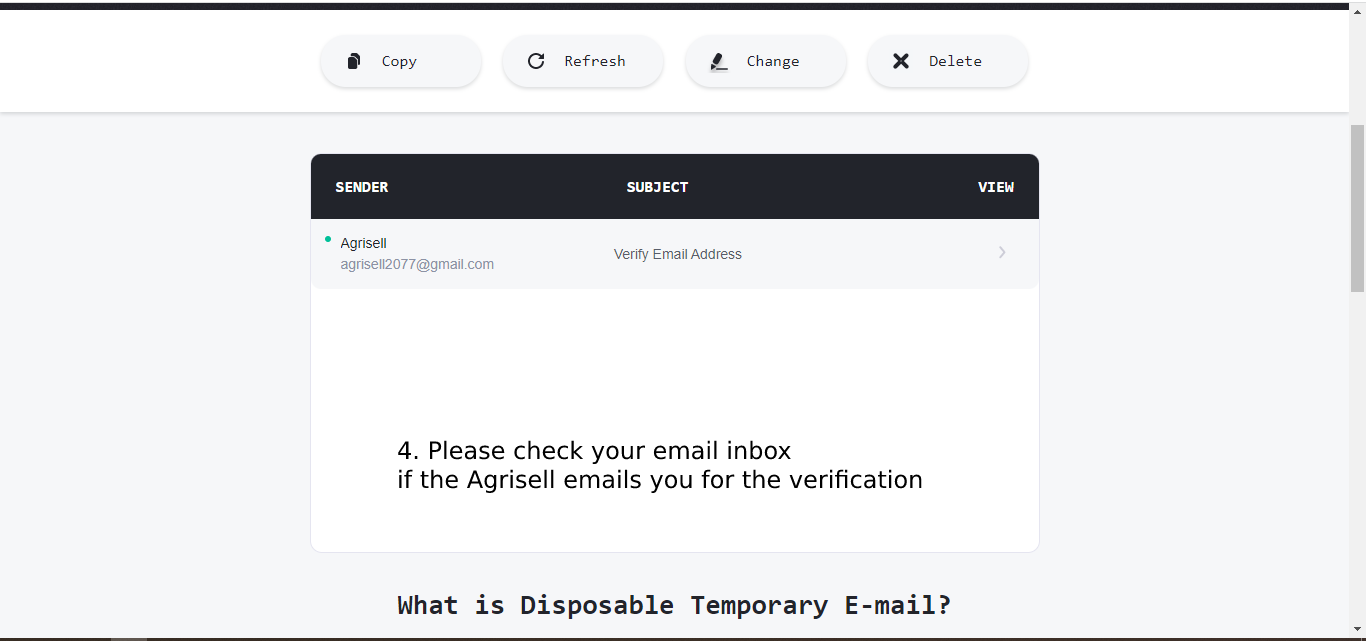 Copy Refresh Change Delete
SENDER SUBJECT VIEW
Agrisell
agrisell2077@gmail.com
Verify Email Address
4. Please check your email inbox
if the Agrisell emails you for the verification
What is Disposable Temporary E-mail?